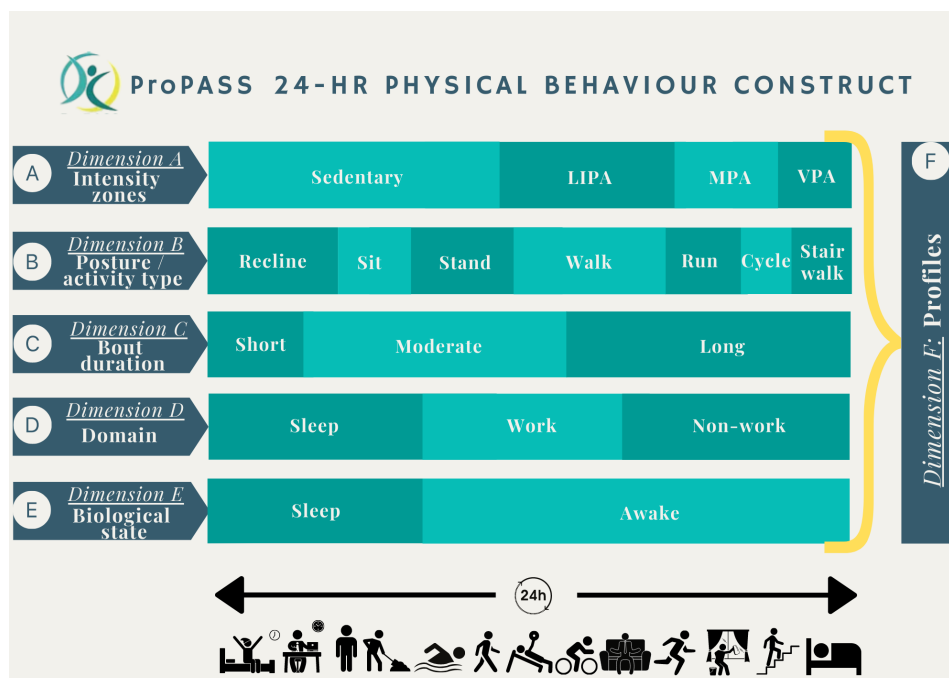 ProPASS 24-HR PHYSICAL BEHAVIOUR CONSTRUCT
A
Dimension A
Intensity
zones
Sedentary
LIPA
MPA
VPA
B
Dimension B
Posture /
activity type
Recline
Sit
Stand
Walk
Run
Cycle
Stair
walk
C
Dimension C
Bout
duration
Short
Moderate
Long
D
Dimension D
Domain
Sleep
Work
Non-work
E
Dimension E
Biological
state
Sleep
Awake
F
Dimension F: Profiles
24h